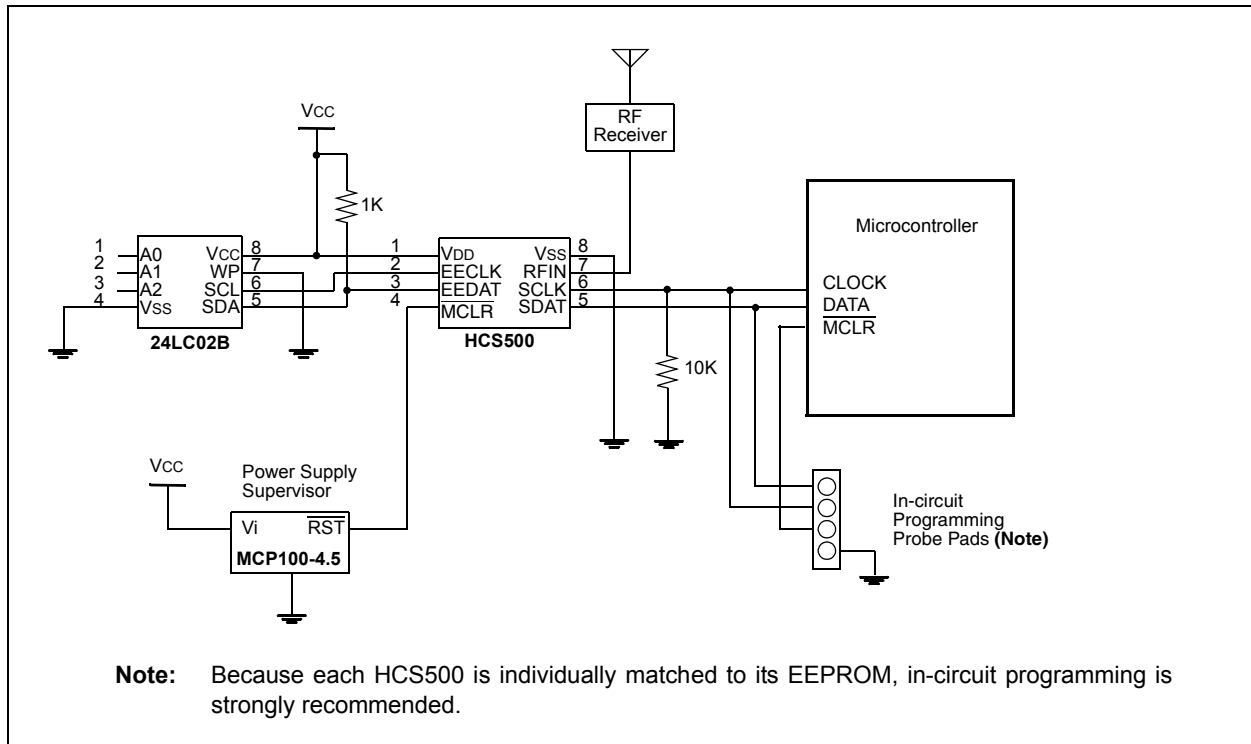 RF
Receiver
VCC
1K
Microcontroller
1 A0 VCC 8
2 A1 WP 7
3 A2 SCL 6
4 VSS SDA 5
24LC02B
1 VDD VSS 8
2 EECLK RFIN 7
3 EEDAT SCLK 6
4 MCLR SDAT 5
HCS500
CLOCK
DATA
MCLR
10K
VCC
Power Supply
Supervisor
Vi RST
MCP100-4.5
In-circuit
Programming
Probe Pads (Note)
Note: Because each HCS500 is individually matched to its EEPROM, in-circuit programming is
strongly recommended.